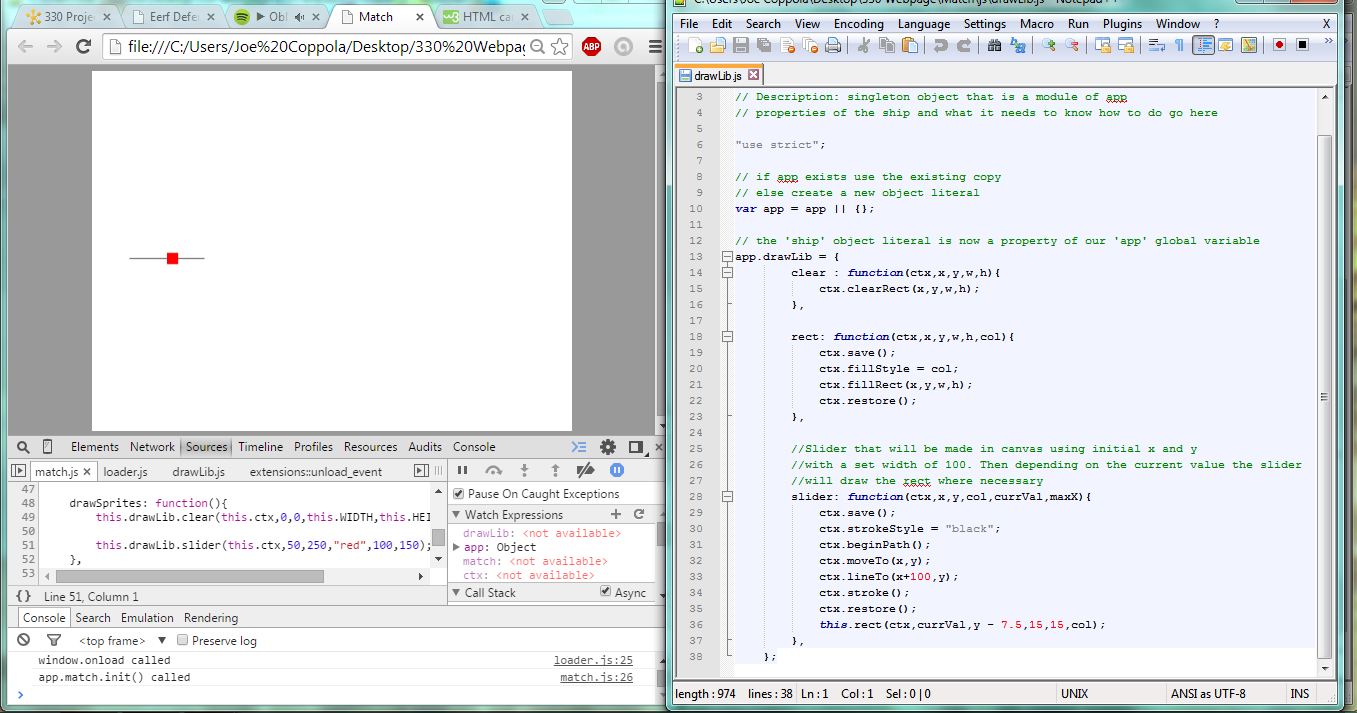 330 Proje
Eerf Defe
Obl
Match
HTML ca
file:///C:/Users/Joe%20Coppola/Desktop/330%20Webpa
ABP
Elements Network Sources Timeline Profiles Resources Audits Console
match.js loader.js drawLib.js extensions::unload_event
47
48 drawSprites: function(){
49 this.drawLib.clear(this.ctx,0,0,this.WIDTH,this.HEI
50
51 this.drawLib.slider(this.ctx,50,250,"red",100,150);
52 },
53
{} Line 51, Column 1
Pause On Caught Exceptions
Watch Expressions
drawLib: <not available>
app: Object
match: <not available>
ctx: <not available>
Call Stack Async
Console Search Emulation Rendering
<top frame> Preserve log
window.onload called loader.js:25
app.match.init() called match.js:26
>
C:\Users\Joe Coppola\Desktop\330 Webpage\Match\js\drawLib.js - Notepad++
File Edit Search View Encoding Language Settings Macro Run Plugins Window ? X
drawLib.js
3 // Description: singleton object that is a module of app
4 // properties of the ship and what it needs to know how to do go here
5
6 "use strict";
7
8 // if app exists use the existing copy
9 // else create a new object literal
10 var app = app || {};
11
12 // the 'ship' object literal is now a property of our 'app' global variable
13 app.drawLib = {
14 clear : function(ctx,x,y,w,h){
15 ctx.clearRect(x,y,w,h);
16 },
17
18 rect: function(ctx,x,y,w,h,col){
19 ctx.save();
20 ctx.fillStyle = col;
21 ctx.fillRect(x,y,w,h);
22 ctx.restore();
23 },
24
25 //Slider that will be made in canvas using initial x and y
26 //with a set width of 100. Then depending on the current value the slider
27 //will draw the rect where necessary
28 slider: function(ctx,x,y,col,currVal,maxX){
29 ctx.save();
30 ctx.strokeStyle = "black";
31 ctx.beginPath();
32 ctx.moveTo(x,y);
33 ctx.lineTo(x+100,y);
34 ctx.stroke();
35 ctx.restore();
36 this.rect(ctx,currVal,y - 7.5,15,15,col);
37 },
38 };
length : 974 lines : 38 Ln : 1 Col : 1 Sel : 0 | 0 UNIX ANSI as UTF-8 INS